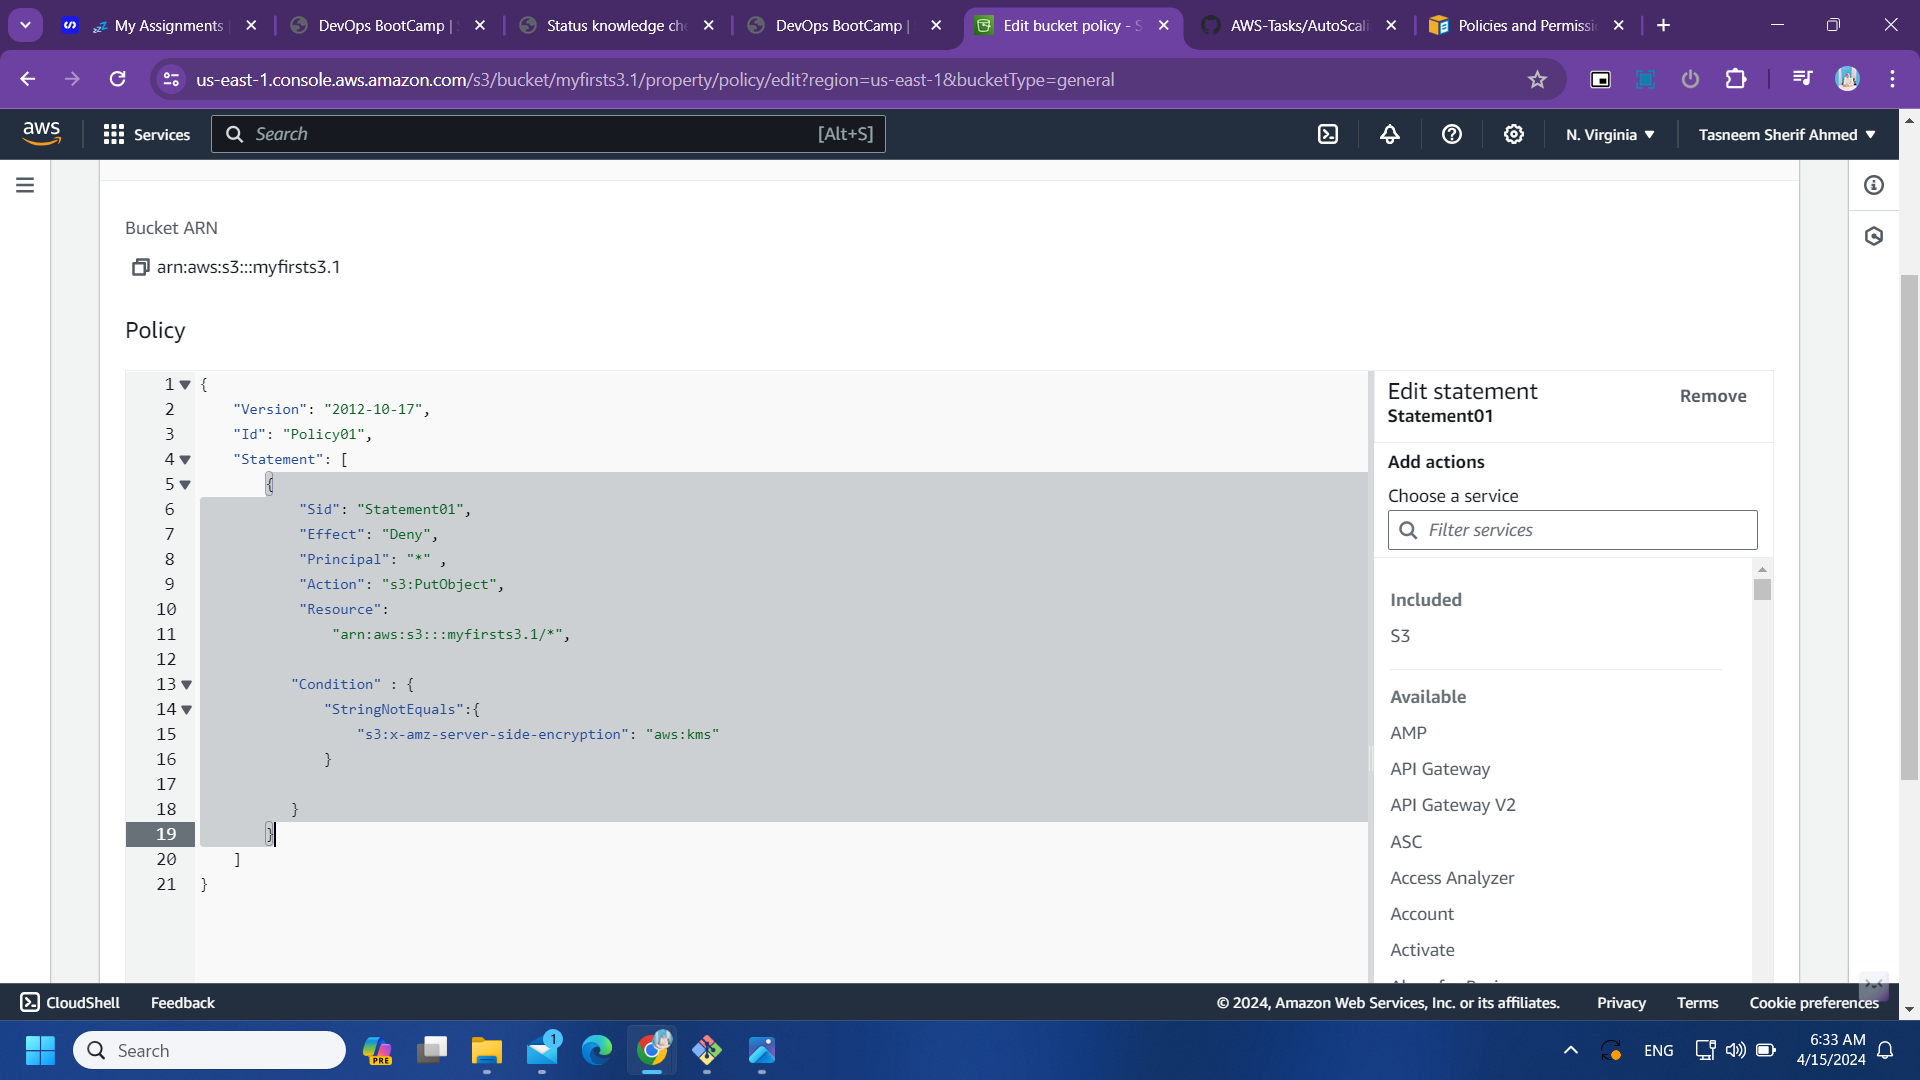 My Assignments
DevOps BootCamp |
Status knowledge ch
DevOps BootCamp |
Edit bucket policy - S
AWS-Tasks/AutoScali
Policies and Permissi
us-east-1.console.aws.amazon.com/s3/bucket/myfirsts3.1/property/policy/edit?region=us-east-1&bucketType=general
aws
Services
Search
[Alt+S]
N. Virginia
Tasneem Sherif Ahmed
Bucket ARN
arn:aws:s3:::myfirsts3.1
Policy
1 {
2 "Version": "2012-10-17",
3 "Id": "Policy01",
4 "Statement": [
5 {
6 "Sid": "Statement01",
7 "Effect": "Deny",
8 "Principal": "*" ,
9 "Action": "s3:PutObject",
10 "Resource":
11 "arn:aws:s3:::myfirsts3.1/*",
12
13 "Condition" : {
14 "StringNotEquals":{
15 "s3:x-amz-server-side-encryption": "aws:kms"
16 }
17
18 }
19 }
20 ]
21 }
Edit statement
Remove
Statement01
Add actions
Choose a service
Filter services
Included
S3
Available
AMP
API Gateway
API Gateway V2
ASC
Access Analyzer
Account
Activate
CloudShell
Feedback
© 2024, Amazon Web Services, Inc. or its affiliates.
Privacy
Terms
Cookie preferences
Search
PRE
1
ENG
6:33 AM
4/15/2024